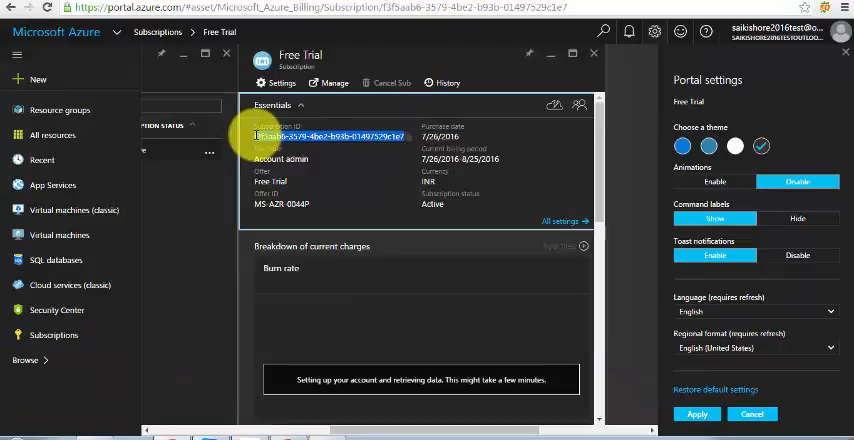 https://portal.azure.com/#asset/Microsoft_Azure_Billing/Subscription/f3f5aab6-3579-4be2-b93b-01497529c1e7
Microsoft Azure
Subscriptions
Free Trial
saikishore2016test@o...
SAIKISHORE2016TESTOUTLOO...
New
Resource groups
All resources
Recent
App Services
Virtual machines (classic)
Virtual machines
SQL databases
Cloud services (classic)
Security Center
Subscriptions
Browse
PTION STATUS
...
Free Trial
Subscription
Settings
Manage
Cancel Sub
History
Essentials
Subscription ID
f3f5aab6-3579-4be2-b93b-01497529c1e7
Account admin
Offer
Free Trial
Offer ID
MS-AZR-0044P
Purchase date
7/26/2016
Current billing period
7/26/2016-8/25/2016
Currency
INR
Subscription status
Active
All settings
Breakdown of current charges
Add tiles
Burn rate
Setting up your account and retrieving data. This might take a few minutes.
Portal settings
Free Trial
Choose a theme
Animations
Enable
Disable
Command labels
Show
Hide
Toast notifications
Enable
Disable
Language (requires refresh)
English
Regional format (requires refresh)
English (United States)
Restore default settings
Apply
Cancel